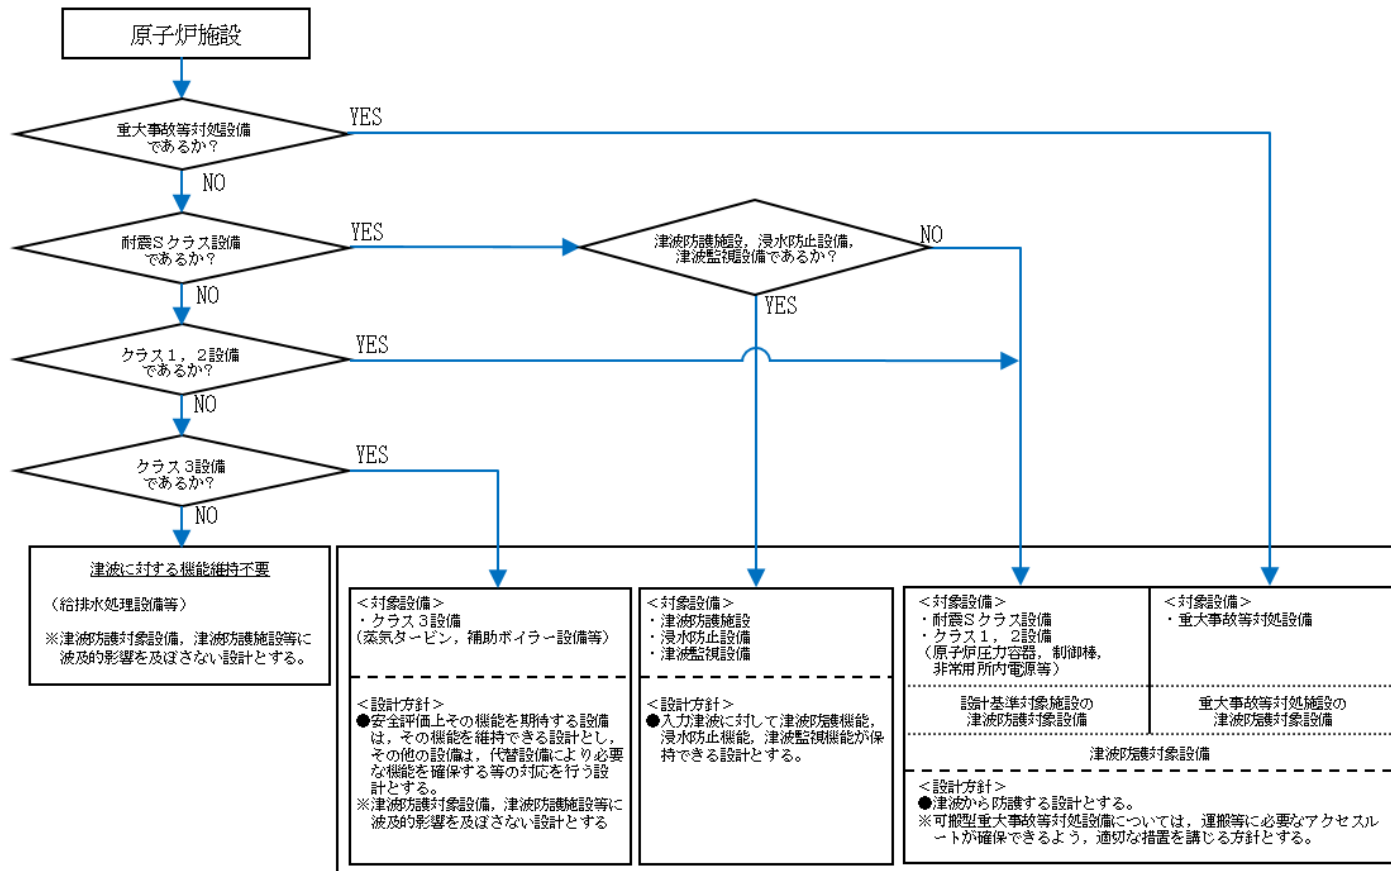 原子炉施設
重大事故等対処設備
であるか？
YES
NO
耐震Ｓクラス設備
であるか？
YES
津波防護施設，浸水防止設備，
津波監視設備であるか？
NO
NO
YES
クラス１，２設備
であるか？
YES
NO
クラス３設備
であるか？
YES
NO
津波に対する機能維持不要
（給排水処理設備等）
※津波防護対象設備，津波防護施設等に
波及的影響を及ぼさない設計とする。
＜対象設備＞
・クラス３設備
(蒸気タービン，補助ボイラー設備等）
＜設計方針＞
●安全評価上その機能を期待する設備
は，その機能を維持できる設計とし，
その他の設備は，代替設備により必要
な機能を確保する等の対応を行う設
計とする。
※津波防護対象設備，津波防護施設等に
波及的影響を及ぼさない設計とする
＜対象設備＞
・津波防護施設
・浸水防止設備
・津波監視設備
＜設計方針＞
●入力津波に対して津波防護機能，
浸水防止機能，津波監視機能が保
持できる設計とする。
＜対象設備＞
・耐震Ｓクラス設備
・クラス１，２設備
（原子炉圧力容器，制御棒，
非常用所内電源等）
設計基準対象施設の
津波防護対象設備
＜対象設備＞
・重大事故等対処設備
重大事故等対処施設の
津波防護対象設備
津波防護対象設備
＜設計方針＞
●津波から防護する設計とする。
※可搬型重大事故等対処設備については，運搬等に必要なアクセスル
ートが確保できるよう，適切な措置を講じる方針とする。